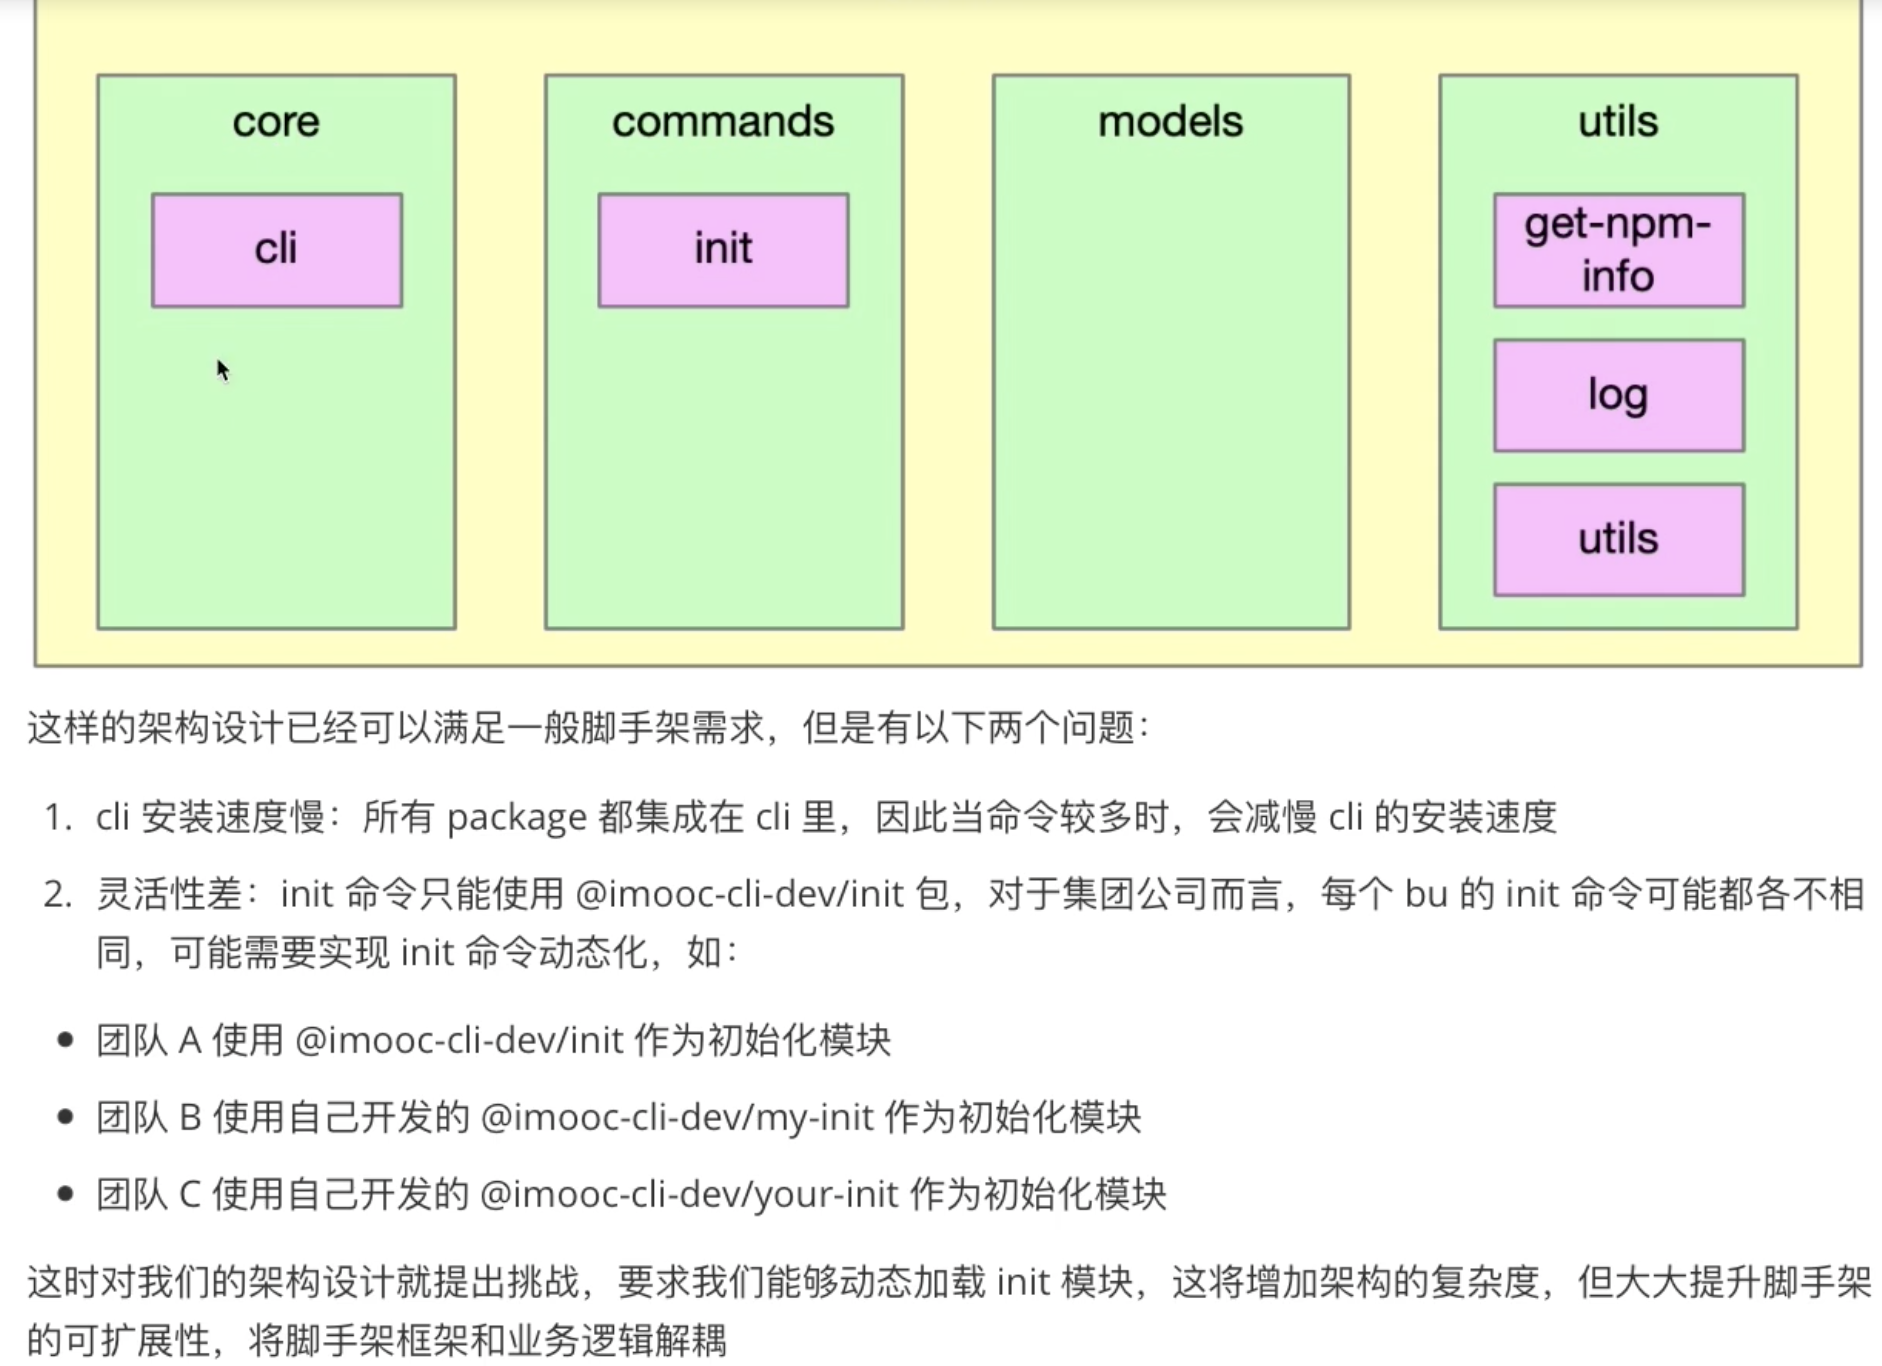 core
commands
models
utils
cli
init
get-npm-
info
log
utils
这样的架构设计已经可以满足一般脚手架需求，但是有以下两个问题：
1. cli 安装速度慢：所有 package 都集成在 cli 里，因此当命令较多时，会减慢 cli 的安装速度
2. 灵活性差：init 命令只能使用 @imooc-cli-dev/init 包，对于集团公司而言，每个 bu 的 init 命令可能都各不相
同，可能需要实现 init 命令动态化，如：
• 团队 A 使用 @imooc-cli-dev/init 作为初始化模块
• 团队 B 使用自己开发的 @imooc-cli-dev/my-init 作为初始化模块
• 团队 C 使用自己开发的 @imooc-cli-dev/your-init 作为初始化模块
这时对我们的架构设计就提出挑战，要求我们能够动态加载 init 模块，这将增加架构的复杂度，但大大提升脚手架
的可扩展性，将脚手架框架和业务逻辑解耦